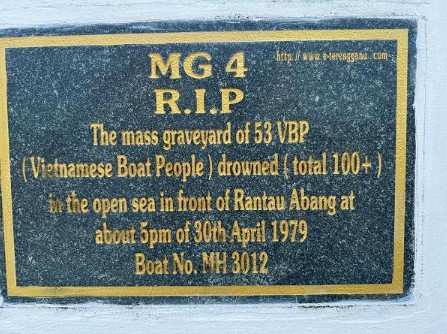 http://www.e-terengganu.com
MG 4
R.I.P
The mass graveyard of 53 VBP
( Vietnamese Boat People ) drowned ( total 100+ )
in the open sea in front of Rantau Abang at
about 5pm of 30th April 1979
Boat No. MH 3012